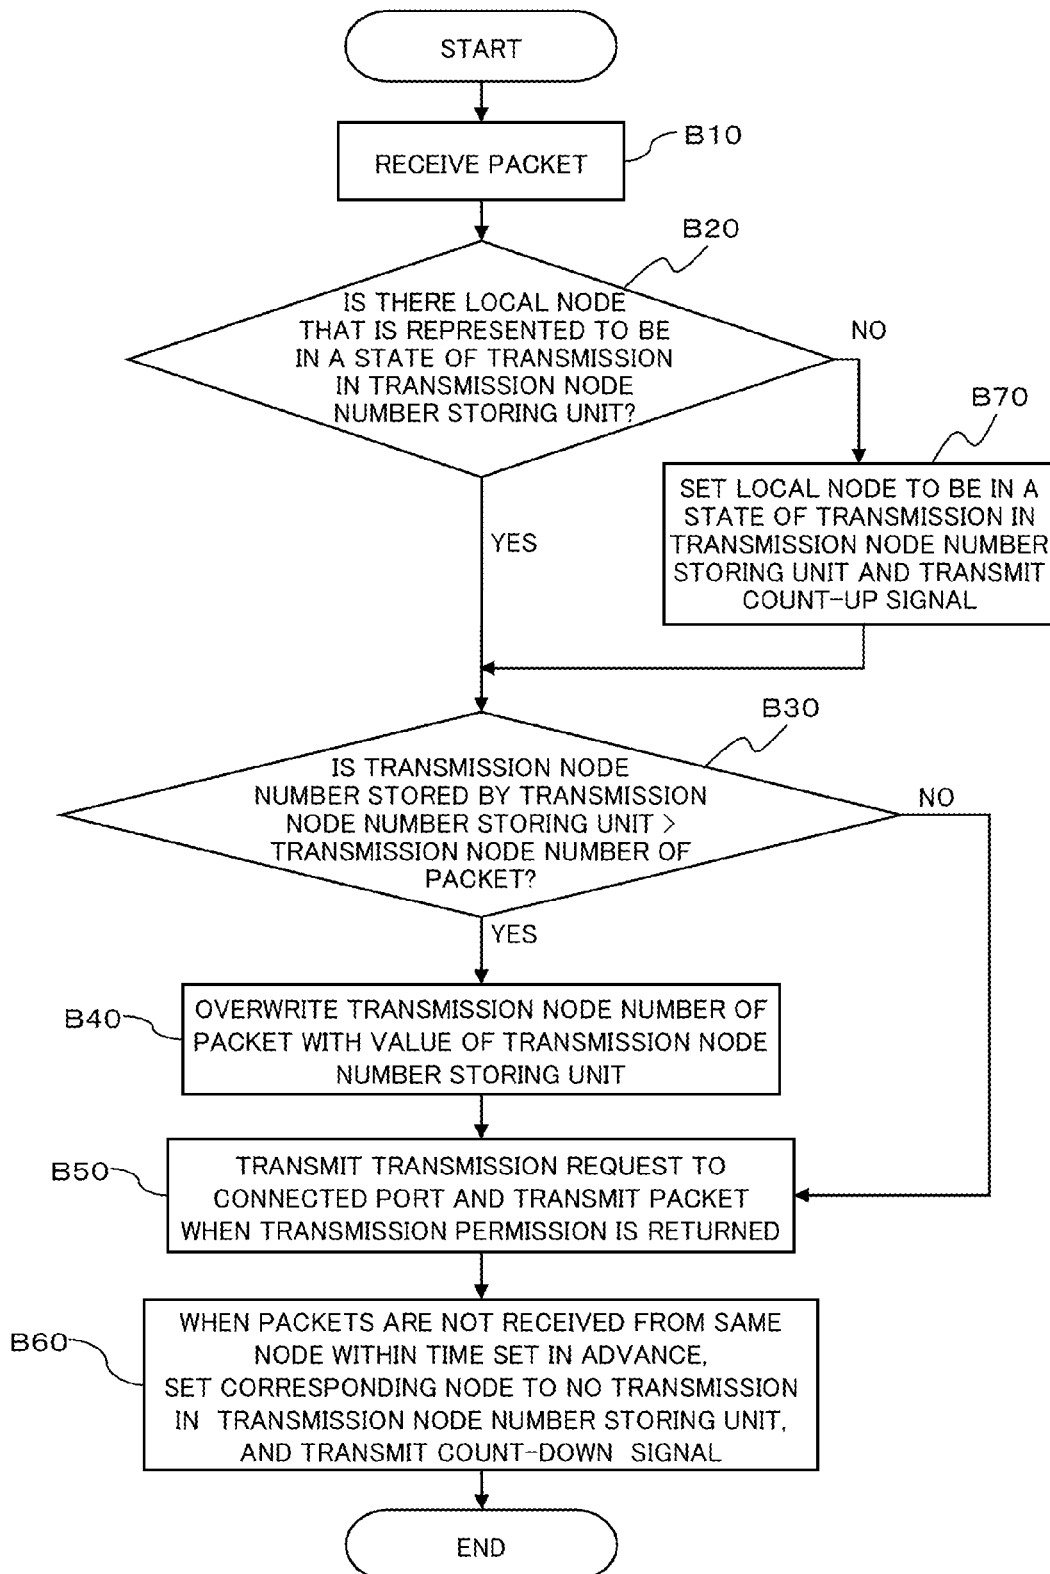 START
RECEIVE PACKET
B10
B20
IS THERE LOCAL NODE
THAT IS REPRESENTED TO BE
IN A STATE OF TRANSMISSION
IN TRANSMISSION NODE
NUMBER STORING UNIT?
NO
B70
SET LOCAL NODE TO BE IN A
STATE OF TRANSMISSION IN
TRANSMISSION NODE NUMBER
STORING UNIT AND TRANSMIT
COUNT-UP SIGNAL
YES
B30
IS TRANSMISSION NODE
NUMBER STORED BY TRANSMISSION
NODE NUMBER STORING UNIT >
TRANSMISSION NODE NUMBER OF
PACKET?
NO
YES
B40
OVERWRITE TRANSMISSION NODE NUMBER OF
PACKET WITH VALUE OF TRANSMISSION NODE
NUMBER STORING UNIT
B50
TRANSMIT TRANSMISSION REQUEST TO
CONNECTED PORT AND TRANSMIT PACKET
WHEN TRANSMISSION PERMISSION IS RETURNED
B60
WHEN PACKETS ARE NOT RECEIVED FROM SAME
NODE WITHIN TIME SET IN ADVANCE,
SET CORRESPONDING NODE TO NO TRANSMISSION
IN TRANSMISSION NODE NUMBER STORING UNIT,
AND TRANSMIT COUNT-DOWN SIGNAL
END